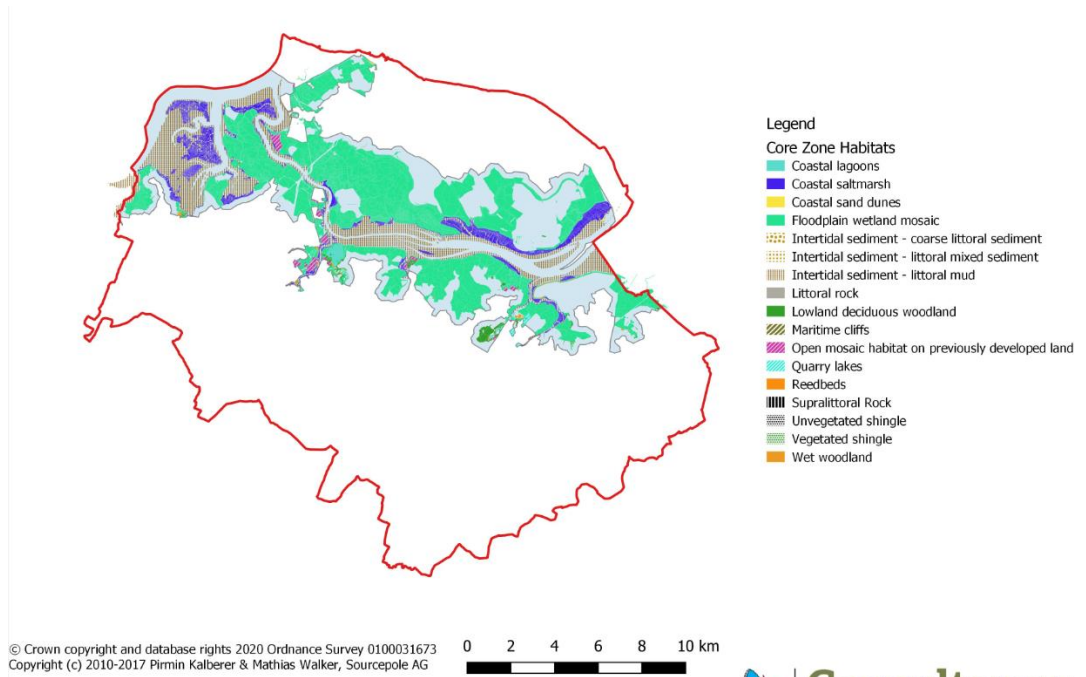 Legend
Core Zone Habitats
Coastal lagoons
Coastal saltmarsh
Coastal sand dunes
Floodplain wetland mosaic
Intertidal sediment - coarse littoral sediment
Intertidal sediment - littoral mixed sediment
Intertidal sediment - littoral mud
Littoral rock
Lowland deciduous woodland
Maritime cliffs
Open mosaic habitat on previously developed land
Quarry lakes
Reedbeds
Supralittoral Rock
Unvegetated shingle
Vegetated shingle
Wet woodland
© Crown copyright and database rights 2020 Ordnance Survey 0100031673
Copyright (c) 2010-2017 Pirmin Kalberer & Mathias Walker, Sourcepole AG
0 2 4 6 8 10 km